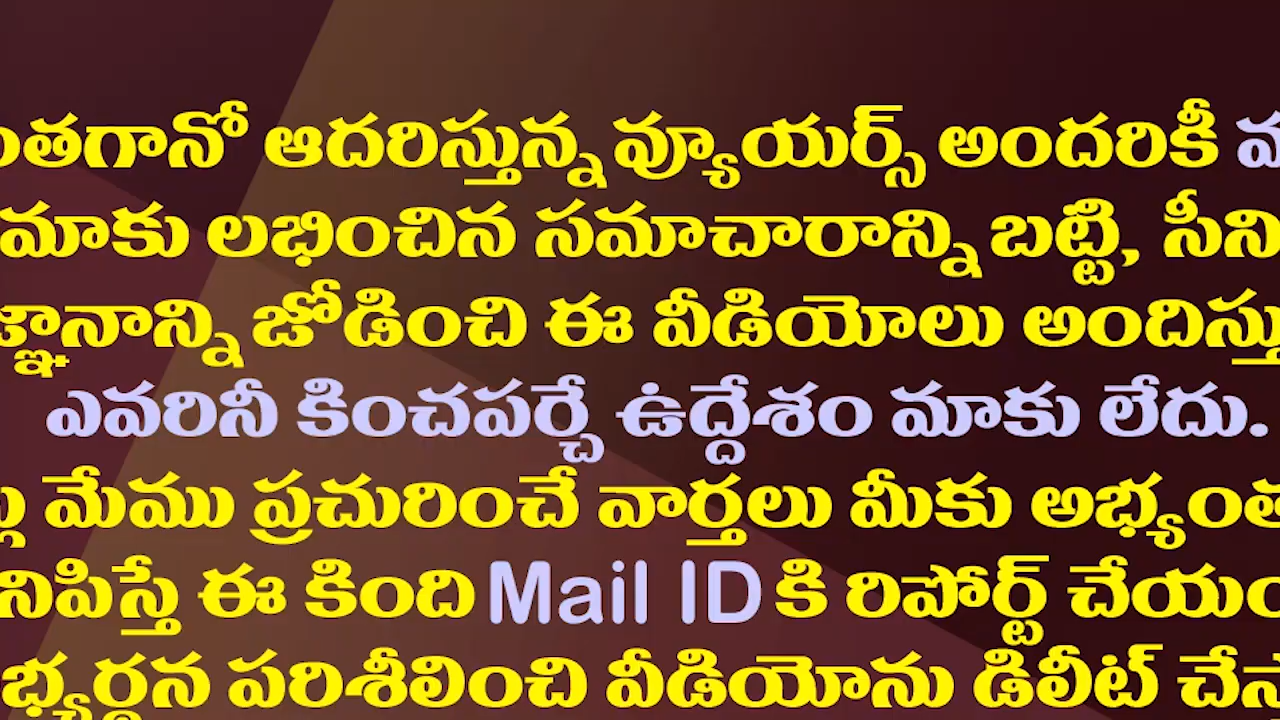 ంతగానో ఆదరిస్తున్న వ్యూయర్స్ అందరికీ
మాకు లభించిన సమాచారాన్ని బట్టి, సీని
జ్ఞానాన్ని జోడించి ఈ వీడియోలు అందిస్తు
ఎవరినీ కించపర్చే ఉద్దేశం మాకు లేదు.
మేము ప్రచురించే వార్తలు మీకు అభ్యంత
నిపిస్తే ఈ కింది Mail ID కి రిపోర్ట్ చేయం
భ్యర్ధన పరిశీలించి వీడియోను డిలీట్ చేస